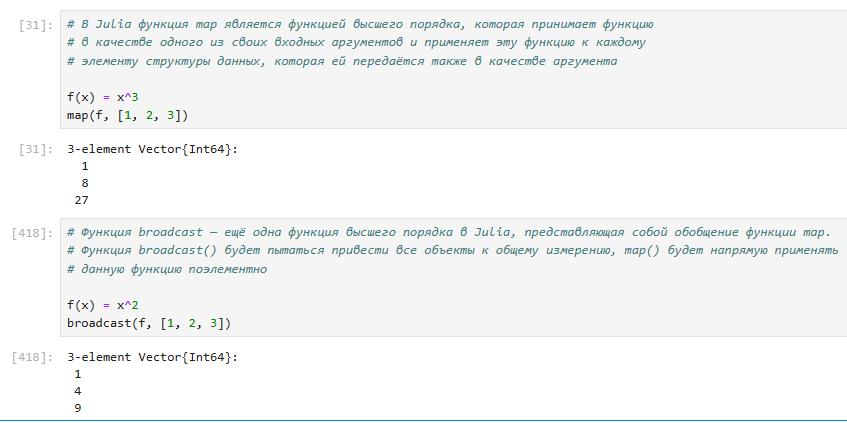 [31]: # В Julia функция map является функцией высшего порядка, которая принимает функцию
# в качестве одного из своих входных аргументов и применяет эту функцию к каждому
# элементу структуры данных, которая ей передаётся также в качестве аргумента
f(x) = x^3
map(f, [1, 2, 3])
[31]: 3-element Vector{Int64}:
1
8
27
[418]: # Функция broadcast — ещё одна функция высшего порядка в Julia, представляющая собой обобщение функции map.
# Функция broadcast() будет пытаться привести все объекты к общему измерению, map() будет напрямую применять
# данную функцию поэлементно
f(x) = x^2
broadcast(f, [1, 2, 3])
[418]: 3-element Vector{Int64}:
1
4
9